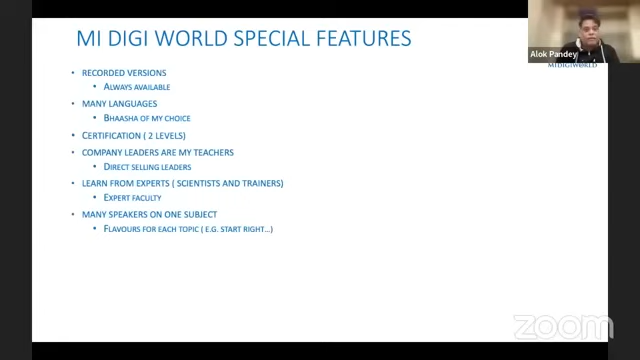 MI DIGI WORLD SPECIAL FEATURES
Alok Pandey
MIDIGIWORLD
• RECORDED VERSIONS
• ALWAYS AVAILABLE
• MANY LANGUAGES
• BHAASHA OF MY CHOICE
• CERTIFICATION ( 2 LEVELS)
• COMPANY LEADERS ARE MY TEACHERS
• DIRECT SELLING LEADERS
• LEARN FROM EXPERTS ( SCIENTISTS AND TRAINERS)
• EXPERT FACULTY
• MANY SPEAKERS ON ONE SUBJECT
• FLAVOURS FOR EACH TOPIC ( E.G. START RIGHT...)
zoom